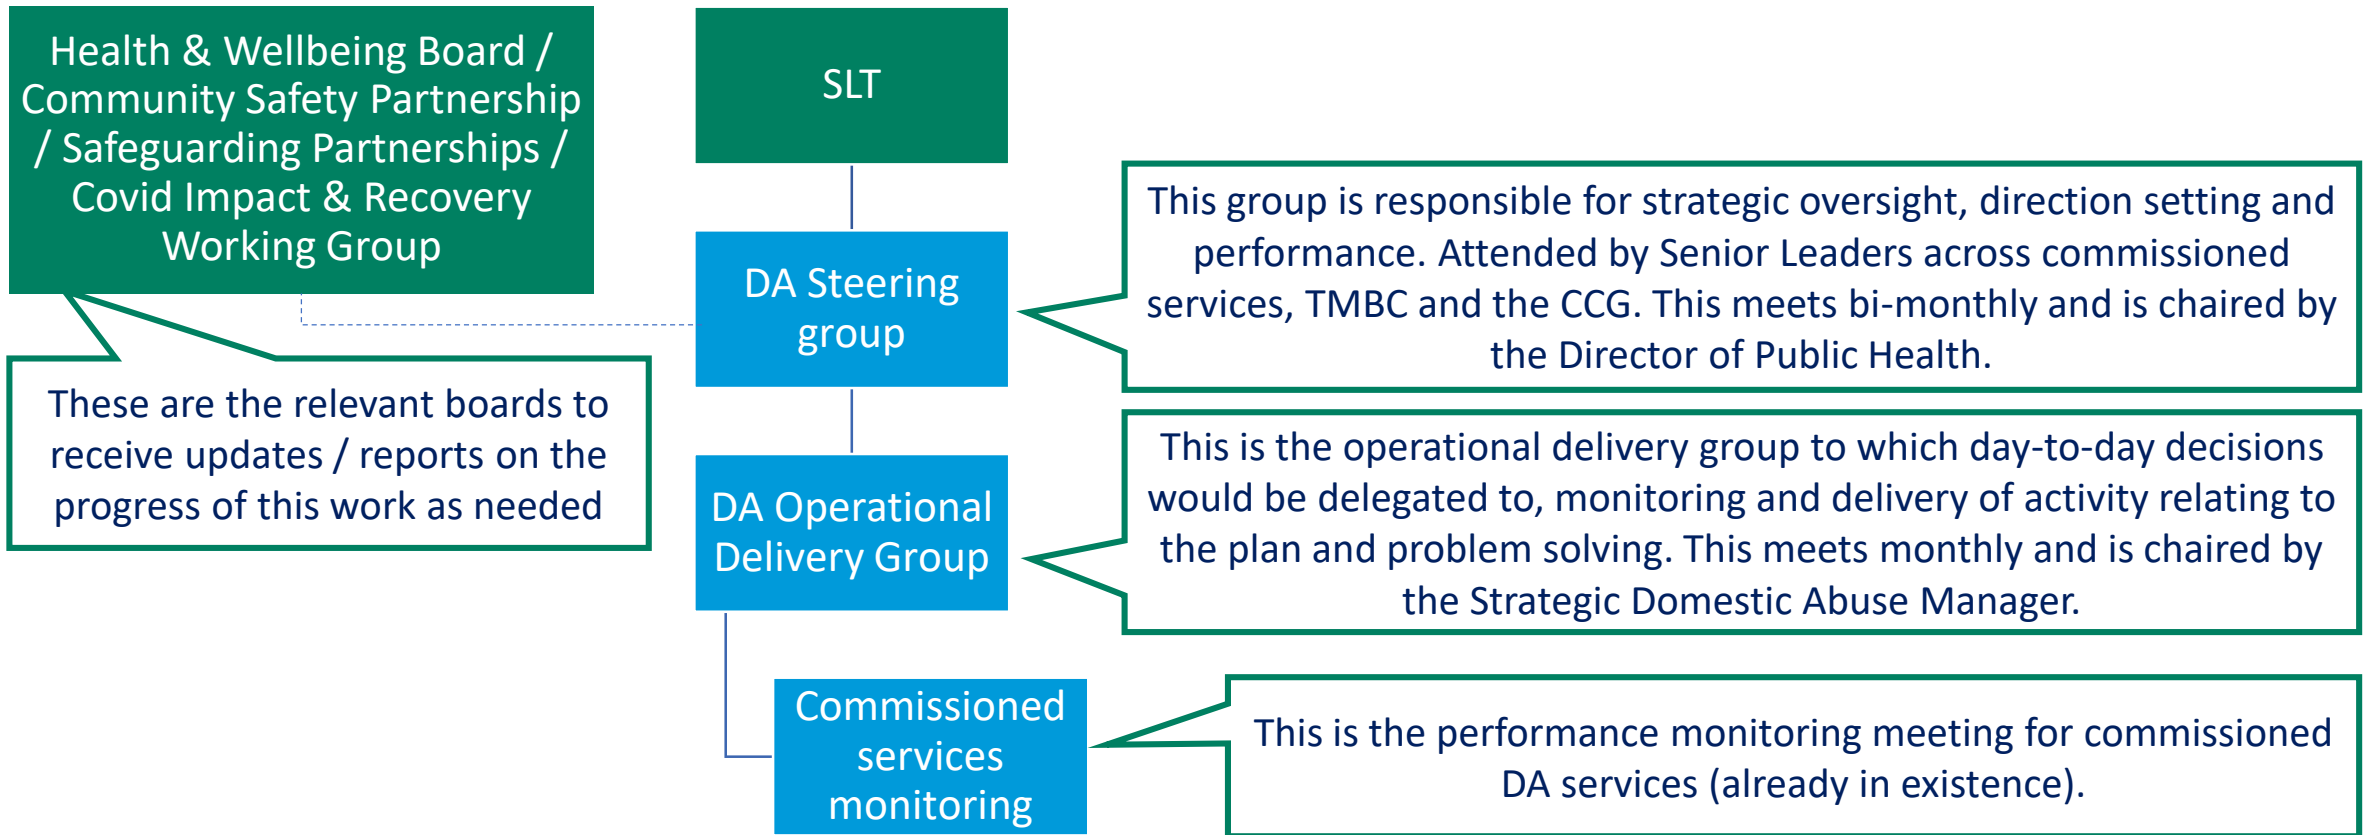 Health & Wellbeing Board /
Community Safety Partnership
/ Safeguarding Partnerships /
Covid Impact & Recovery
Working Group
SLT
This group is responsible for strategic oversight, direction setting and
performance. Attended by Senior Leaders across commissioned
services, TMBC and the CCG. This meets bi-monthly and is chaired by
the Director of Public Health.
DA Steering
group
These are the relevant boards to
receive updates / reports on the
progress of this work as needed
This is the operational delivery group to which day-to-day decisions
would be delegated to, monitoring and delivery of activity relating to
the plan and problem solving. This meets monthly and is chaired by
the Strategic Domestic Abuse Manager.
DA Operational
Delivery Group
Commissioned
services
monitoring
This is the performance monitoring meeting for commissioned
DA services (already in existence).